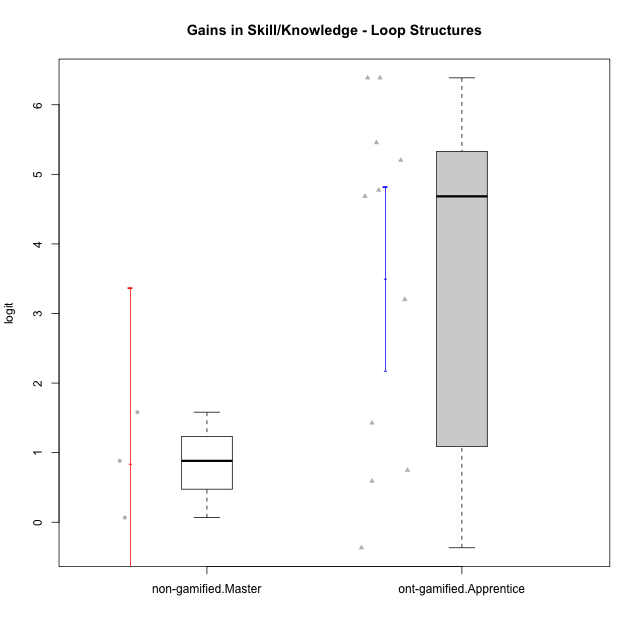 Gains in Skill/Knowledge - Loop Structures
6
5
4
3
2
1
0
logit
non-gamified.Master
ont-gamified.Apprentice